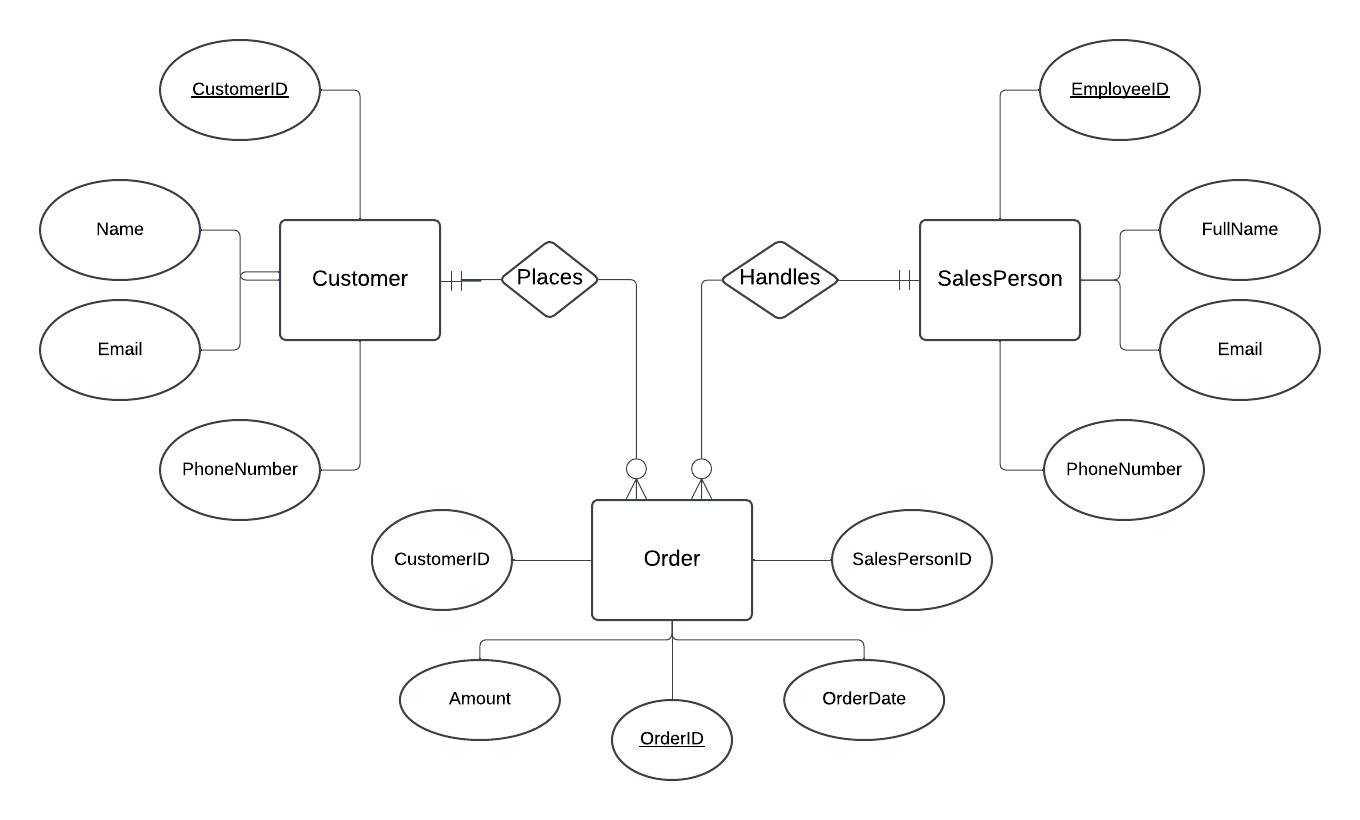 CustomerID
EmployeeID
Name
FullName
Customer
Places
Handles
SalesPerson
Email
Email
PhoneNumber
PhoneNumber
CustomerID
Order
SalesPersonID
Amount
OrderDate
OrderID